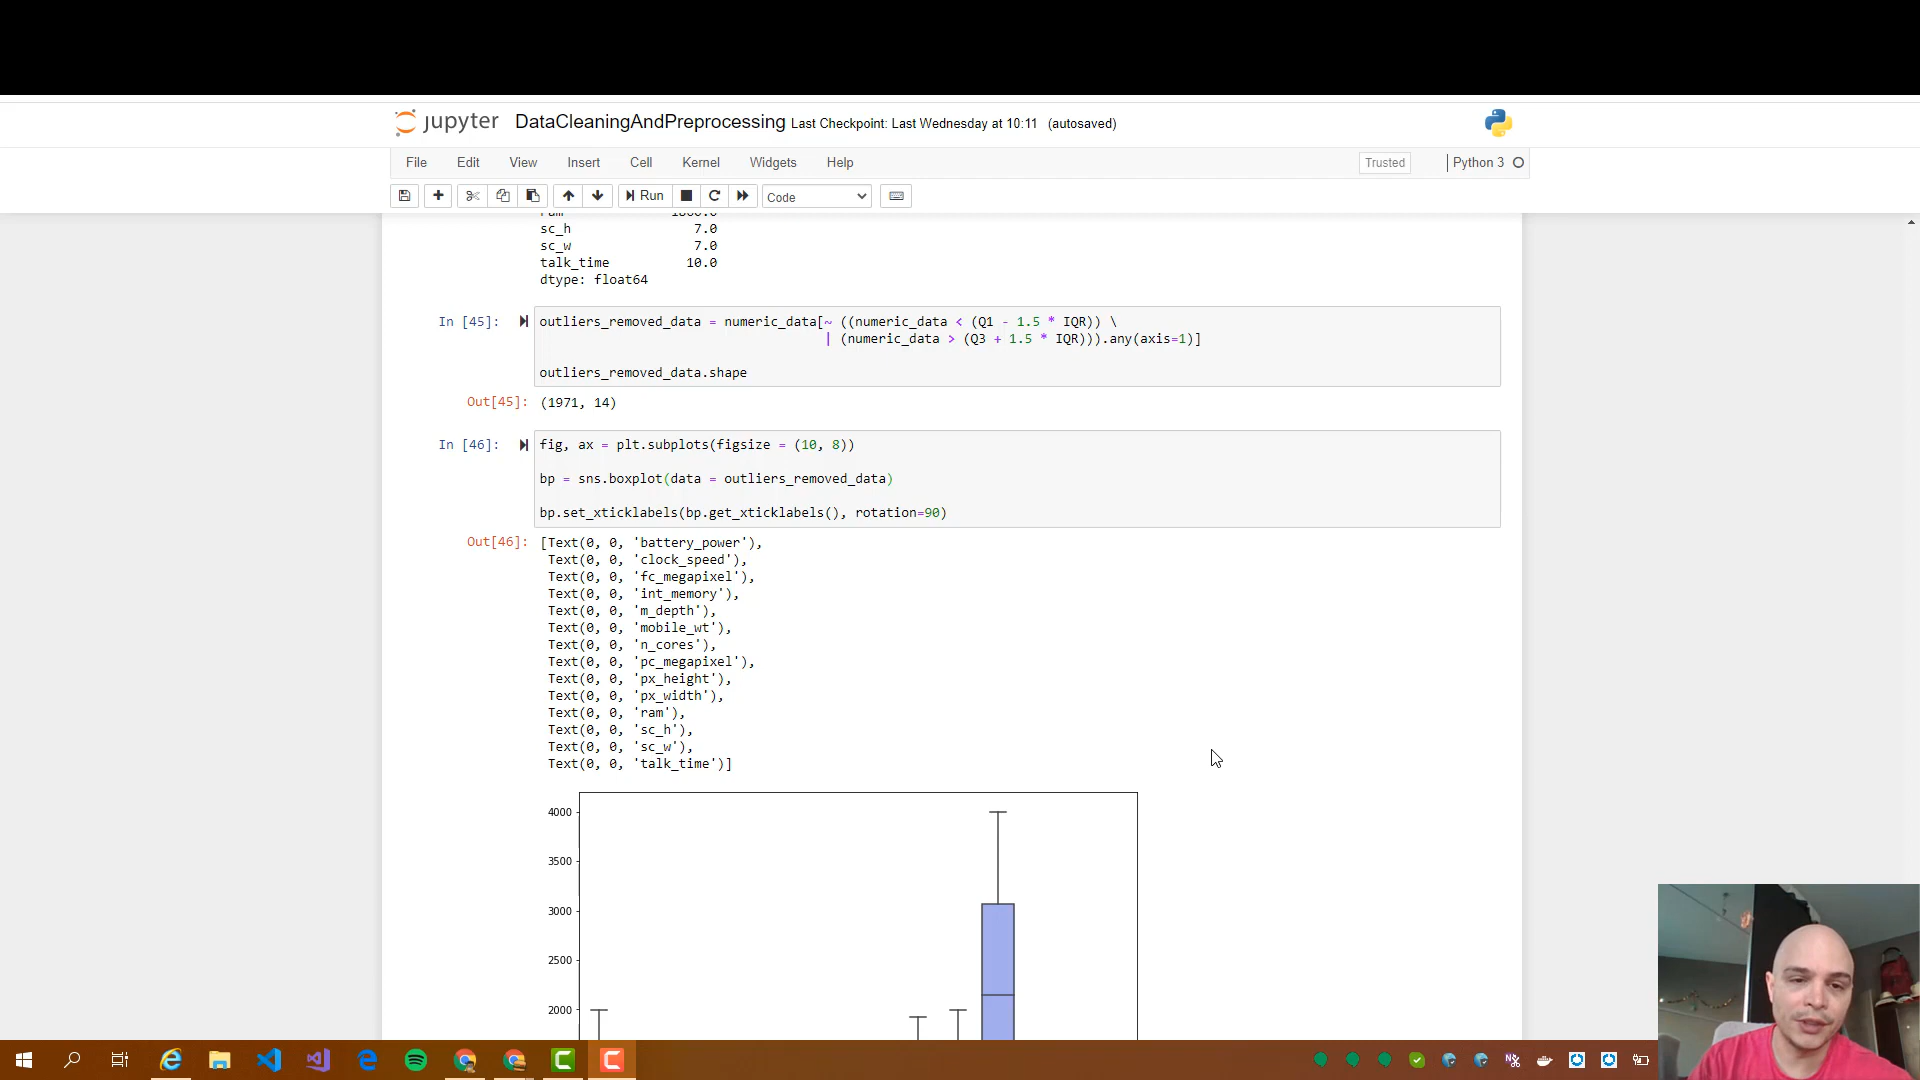 jupyter DataCleaningAndPreprocessing Last Checkpoint: Last Wednesday at 10:11 (autosaved)
File Edit View Insert Cell Kernel Widgets Help Trusted Python 3
Run Code
sc_h 7.0
sc_w 7.0
talk_time 10.0
dtype: float64
In [45]: outliers_removed_data = numeric_data[~ ((numeric_data < (Q1 - 1.5 * IQR)) \
| (numeric_data > (Q3 + 1.5 * IQR))).any(axis=1)]
outliers_removed_data.shape
Out[45]: (1971, 14)
In [46]: fig, ax = plt.subplots(figsize = (10, 8))
bp = sns.boxplot(data = outliers_removed_data)
bp.set_xticklabels(bp.get_xticklabels(), rotation=90)
Out[46]: [Text(0, 0, 'battery_power'),
Text(0, 0, 'clock_speed'),
Text(0, 0, 'fc_megapixel'),
Text(0, 0, 'int_memory'),
Text(0, 0, 'm_depth'),
Text(0, 0, 'mobile_wt'),
Text(0, 0, 'n_cores'),
Text(0, 0, 'pc_megapixel'),
Text(0, 0, 'px_height'),
Text(0, 0, 'px_width'),
Text(0, 0, 'ram'),
Text(0, 0, 'sc_h'),
Text(0, 0, 'sc_w'),
Text(0, 0, 'talk_time')]
4000
3500
3000
2500
2000